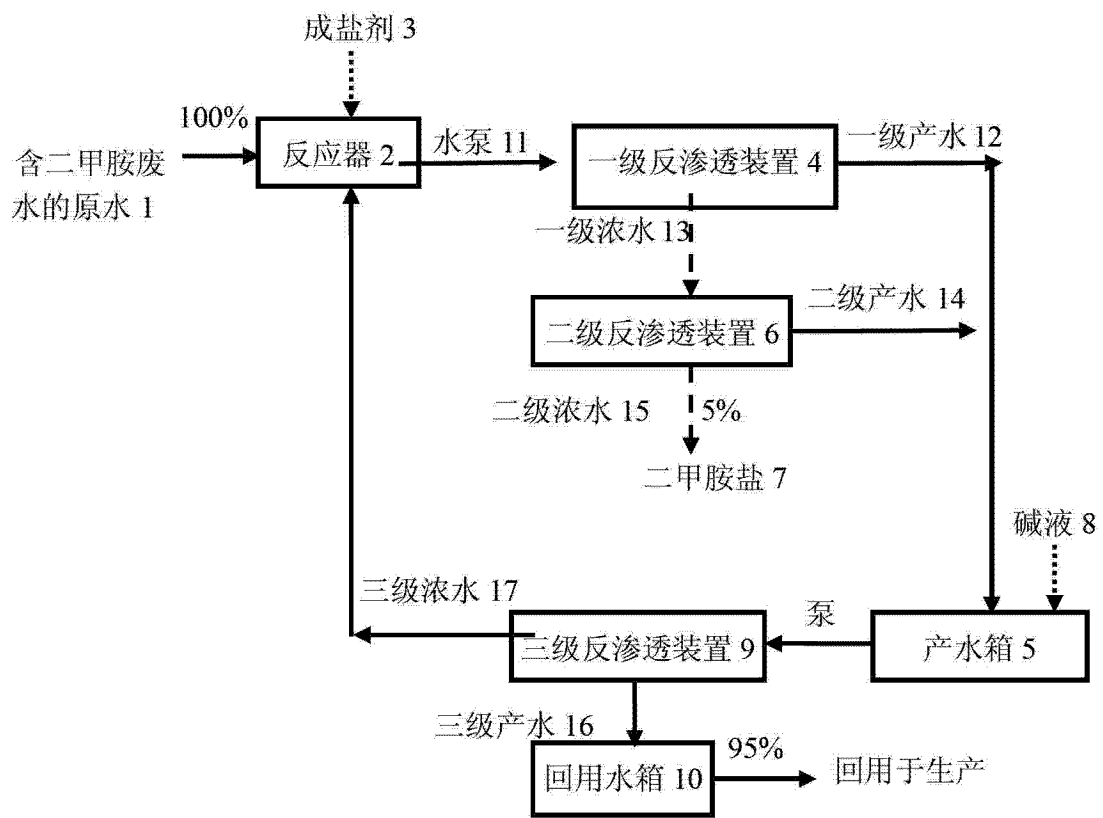 成盐剂 3
100%
反应器 2
水泵 11
一级反渗透装置 4
一级产水 12
含二甲胺废
水的原水 1
一级浓水 13
二级反渗透装置 6
二级产水 14
二级浓水 15
5%
二甲胺盐 7
碱液 8
三级浓水 17
三级反渗透装置 9
泵
产水箱 5
三级产水 16
回用水箱 10
95%
回用于生产